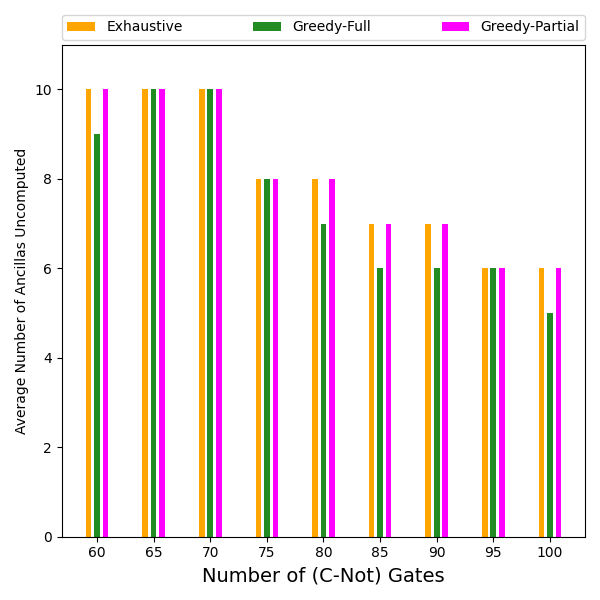 Exhaustive Greedy-Full Greedy-Partial
Average Number of Ancillas Uncomputed
10
8
6
4
2
0
60 65 70 75 80 85 90 95 100
Number of (C-Not) Gates